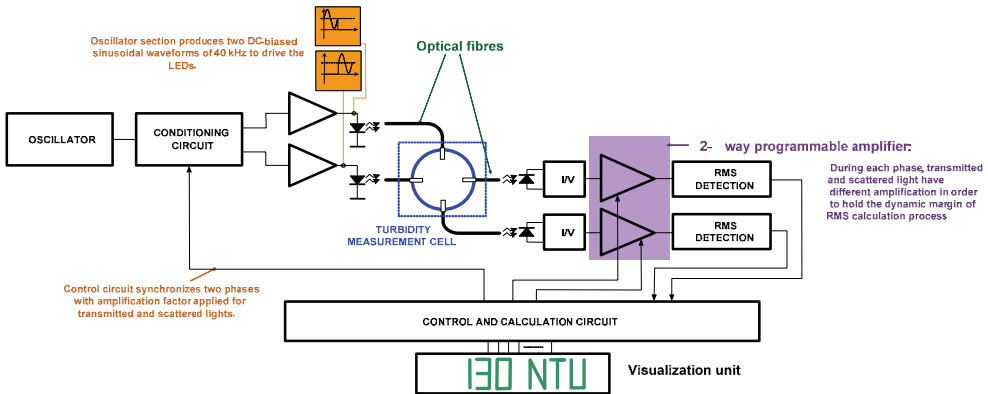 Oscillator section produces two DC-biased
sinusoidal waveforms of 40 kHz to drive the
LEDs.
Optical fibres
OSCILLATOR
CONDITIONING
CIRCUIT
TURBIDITY
MEASUREMENT CELL
I/V
I/V
RMS
DETECTION
RMS
DETECTION
2- way programmable amplifier:
During each phase, transmitted
and scattered light have
different amplification in order
to hold the dynamic margin of
RMS calculation process
Control circuit synchronizes two phases
with amplification factor applied for
transmitted and scattered lights.
CONTROL AND CALCULATION CIRCUIT
130 NTU
Visualization unit